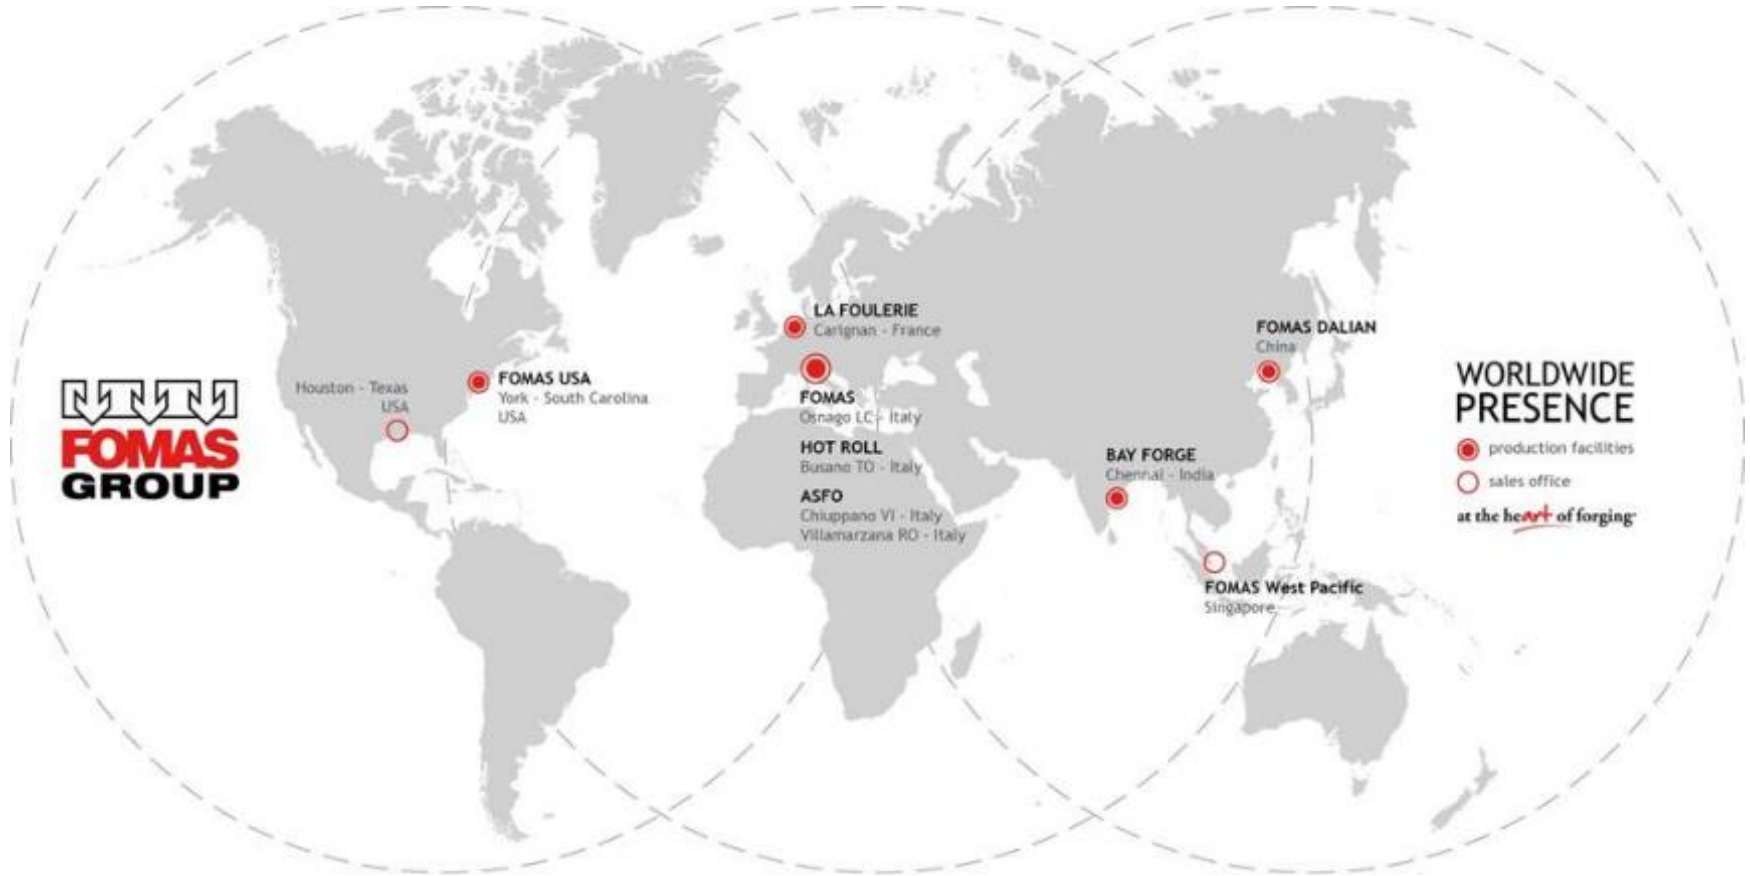 LA FOULERIE
Carignan - France
FOMAS DALIAN
China
Houston - Texas
USA
FOMAS USA
York - South Carolina
USA
FOMAS
Osnago LC - Italy
HOT ROLL
Busano TO - Italy
ASFO
Chiuppano VI - Italy
Villamarzana RO - Italy
BAY FORGE
Chennai - India
FOMAS West Pacific
Singapore
FOMAS
GROUP
WORLDWIDE
PRESENCE
production facilities
sales office
at the heart of forging